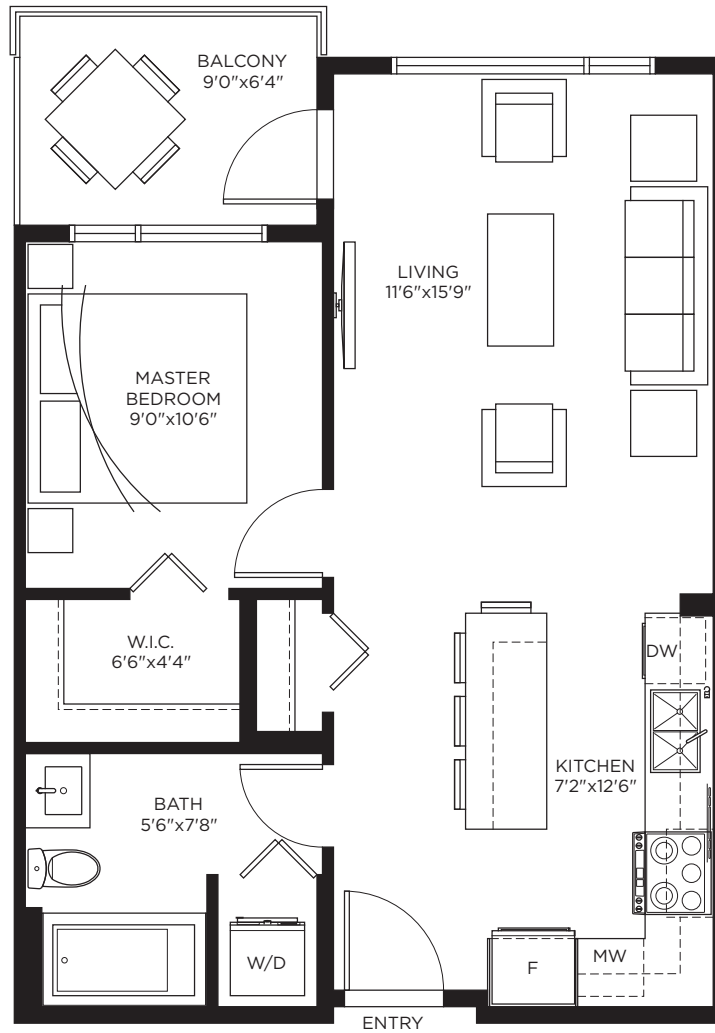 BALCONY
9'0"x6'4"
LIVING
11'6"x15'9"
MASTER
BEDROOM
9'0"x10'6"
W.I.C.
6'6"x4'4"
DW
KITCHEN
7'2"x12'6"
BATH
5'6"x7'8"
W/D
F
MW
ENTRY